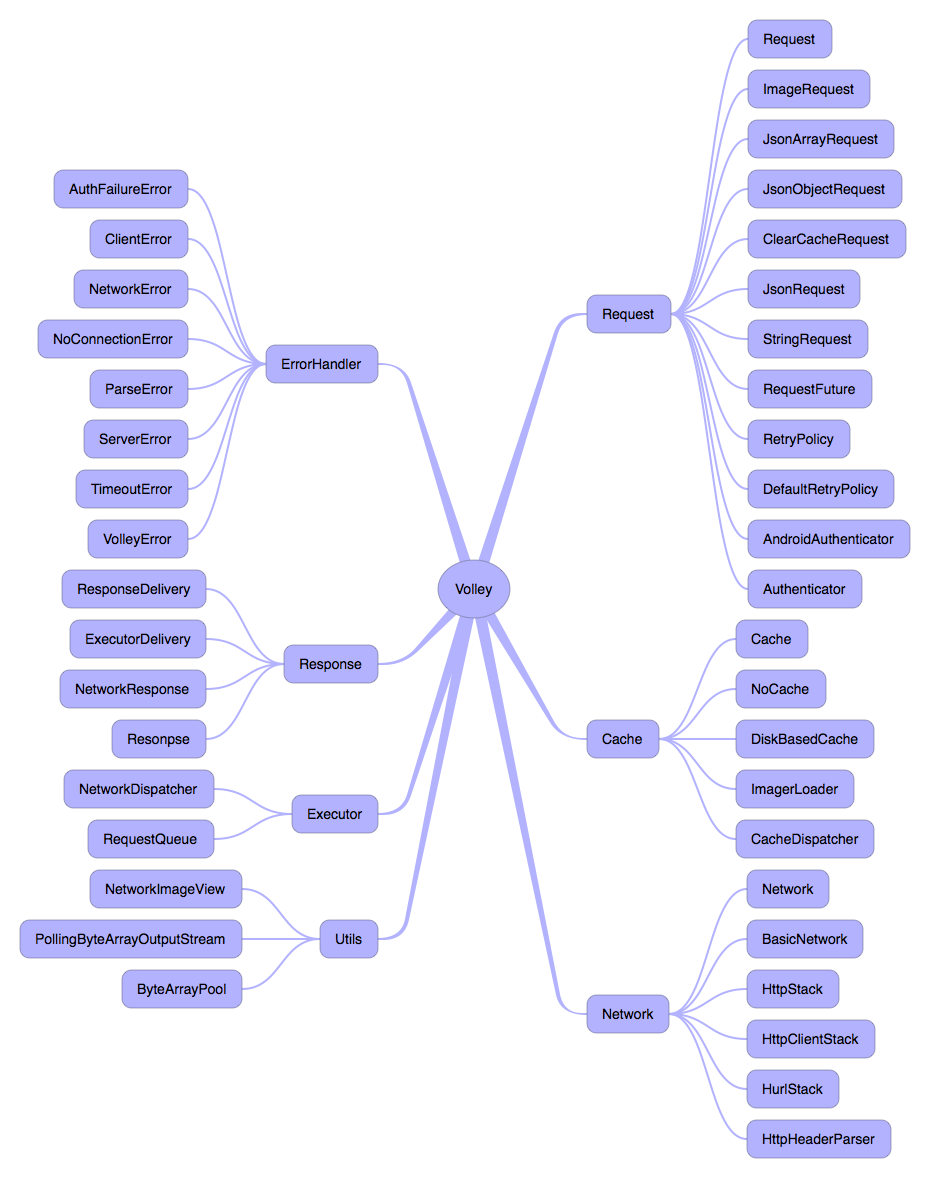 Volley
Request
Request
ImageRequest
JsonArrayRequest
JsonObjectRequest
ClearCacheRequest
JsonRequest
StringRequest
RequestFuture
RetryPolicy
DefaultRetryPolicy
AndroidAuthenticator
Authenticator
Cache
Cache
NoCache
DiskBasedCache
ImagerLoader
CacheDispatcher
Network
Network
BasicNetwork
HttpStack
HttpClientStack
HurlStack
HttpHeaderParser
ErrorHandler
AuthFailureError
ClientError
NetworkError
NoConnectionError
ParseError
ServerError
TimeoutError
VolleyError
Response
ResponseDelivery
ExecutorDelivery
NetworkResponse
Resonpse
Executor
NetworkDispatcher
RequestQueue
Utils
NetworkImageView
PollingByteArrayOutputStream
ByteArrayPool